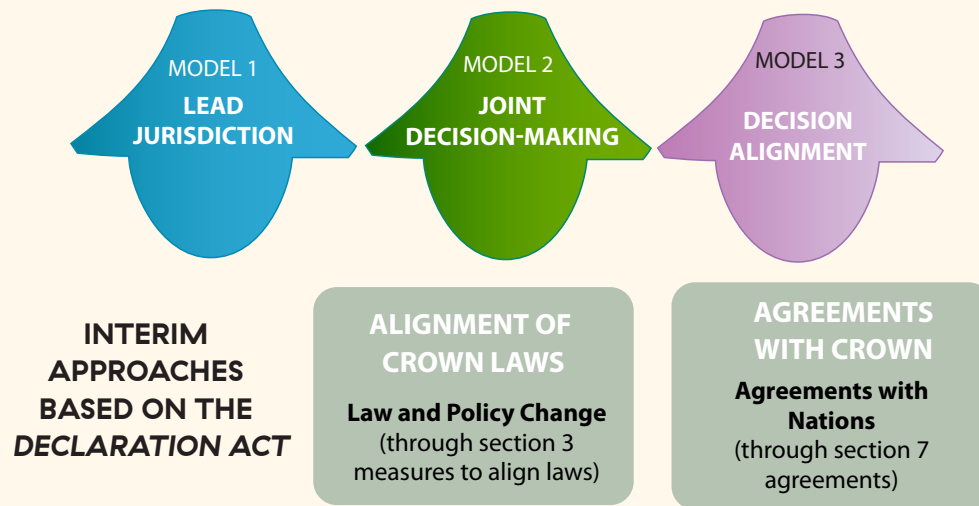 MODEL 1
LEAD
JURISDICTION
MODEL 2
JOINT
DECISION-MAKING
MODEL 3
DECISION
ALIGNMENT
INTERIM
APPROACHES
BASED ON THE
DECLARATION ACT
ALIGNMENT OF
CROWN LAWS
Law and Policy Change
(through section 3
measures to align laws)
AGREEMENTS
WITH CROWN
Agreements with
Nations
(through section 7
agreements)